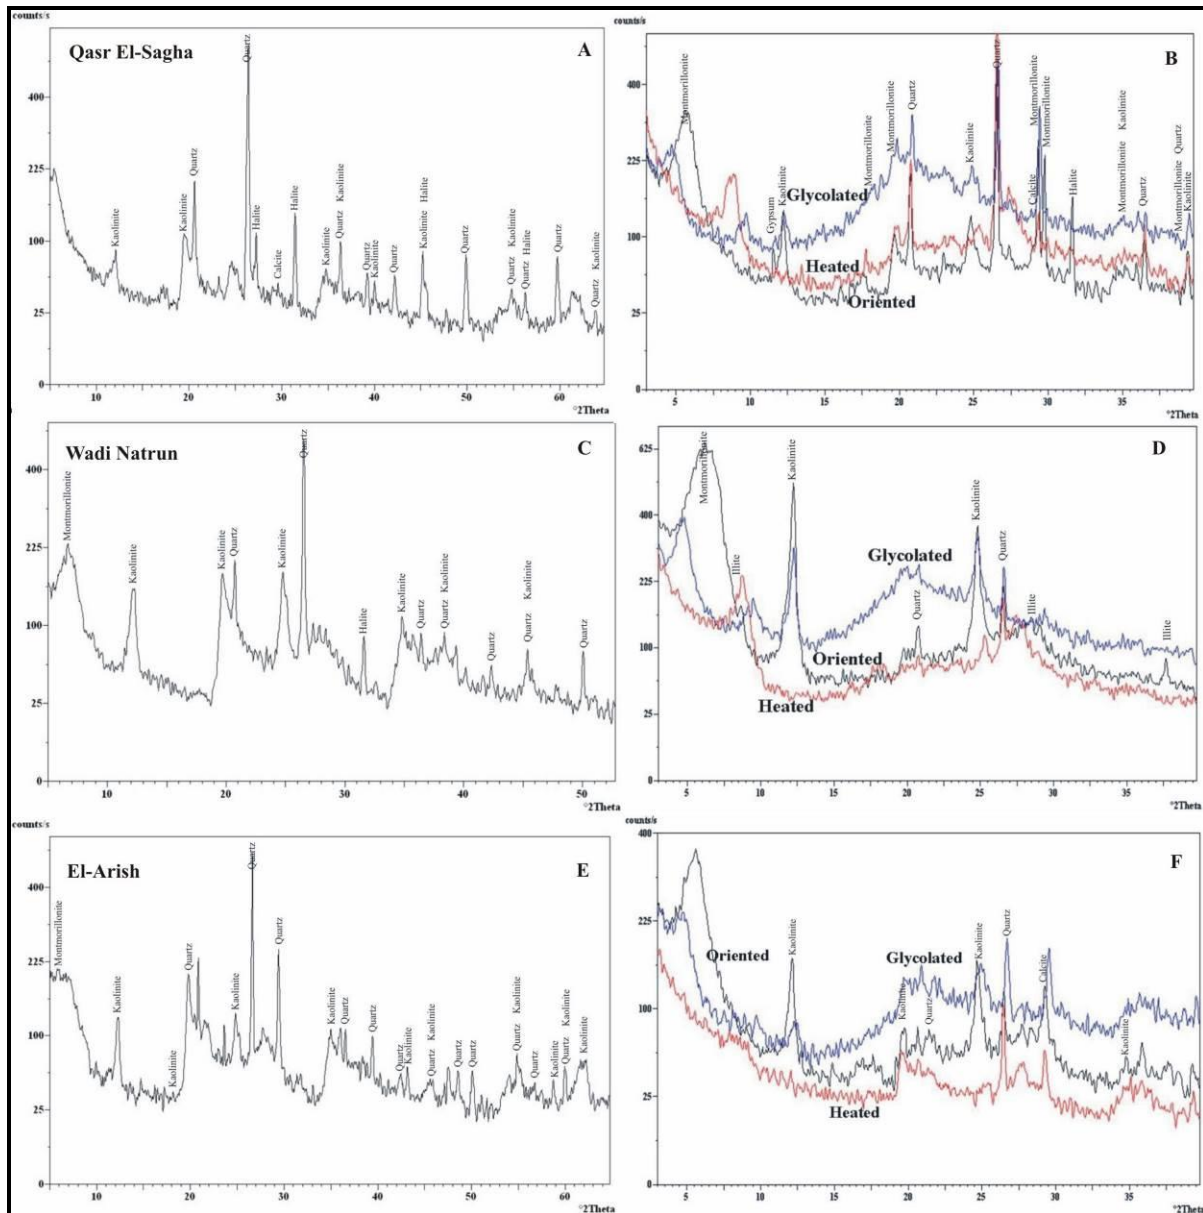 counts/s
Qasr El-Sagha
A
400
225
100
25
0
10
20
30
40
50
60
°2Theta
Kaolinite
Kaolinite
Quartz
Quartz
Halite
Calcite
Halite
Kaolinite
Quartz Kaolinite
Quartz
Kaolinite
Quartz
Kaolinite Halite
Quartz
Quartz Kaolinite
Quartz Halite
Quartz
Quartz Kaolinite
counts/s
B
400
225
100
25
0
5
10
15
20
25
30
35
°2Theta
Montmorillonite
Gypsum
Kaolinite
Montmorillonite
Montmorillonite
Quartz
Kaolinite
Quartz
Calcite Montmorillonite
Montmorillonite
Halite
Montmorillonite Kaolinite
Quartz
Montmorillonite Quartz
Kaolinite
Glycolated
Heated
Oriented
Wadi Natrun
C
400
225
100
25
0
10
20
30
40
50
°2Theta
Montmorillonite
Kaolinite
Kaolinite
Quartz
Kaolinite
Quartz
Halite
Kaolinite
Quartz
Quartz Kaolinite
Quartz
Quartz Kaolinite
Quartz
D
625
400
225
100
25
0
5
10
15
20
25
30
35
°2Theta
Montmorillonite
Illite
Kaolinite
Quartz
Kaolinite
Quartz
Illite
Illite
Glycolated
Oriented
Heated
counts/s
El-Arish
E
400
225
100
25
0
10
20
30
40
50
60
°2Theta
Montmorillonite
Kaolinite
Kaolinite
Quartz
Kaolinite
Quartz
Quartz
Kaolinite
Quartz
Quartz
Quartz
Kaolinite
Quartz Kaolinite
Quartz
Quartz
Quartz Kaolinite
Quartz
Kaolinite
Quartz Kaolinite
Kaolinite
counts/s
F
400
225
100
25
0
5
10
15
20
25
30
35
°2Theta
Oriented
Kaolinite
Glycolated
Kaolinite
Quartz
Kaolinite
Quartz
Calcite
Kaolinite
Heated